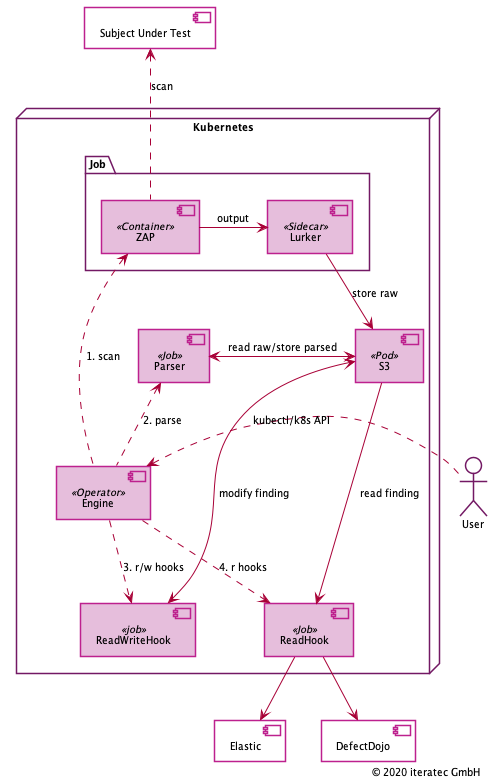 Subject Under Test
scan
Kubernetes
Job
«Container»
ZAP
output
«Sidecar»
Lurker
store raw
1. scan
«Job»
Parser
read raw/store parsed
«Pod»
S3
2. parse
kubectl/k8s API
«Operator»
Engine
modify finding
read finding
User
3. r/w hooks
4. r hooks
«job»
ReadWriteHook
«Job»
ReadHook
Elastic
DefectDojo
© 2020 iteratec GmbH